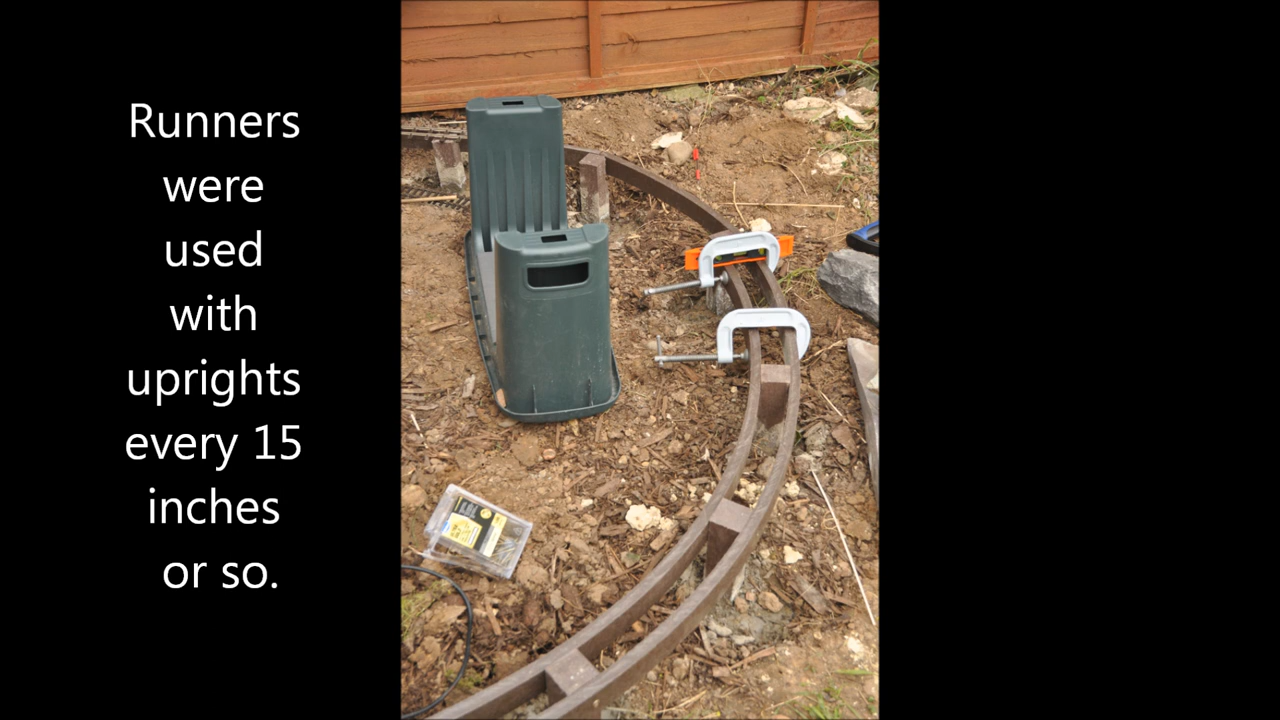 Runners
were
used
with
uprights
every 15
inches
or so.